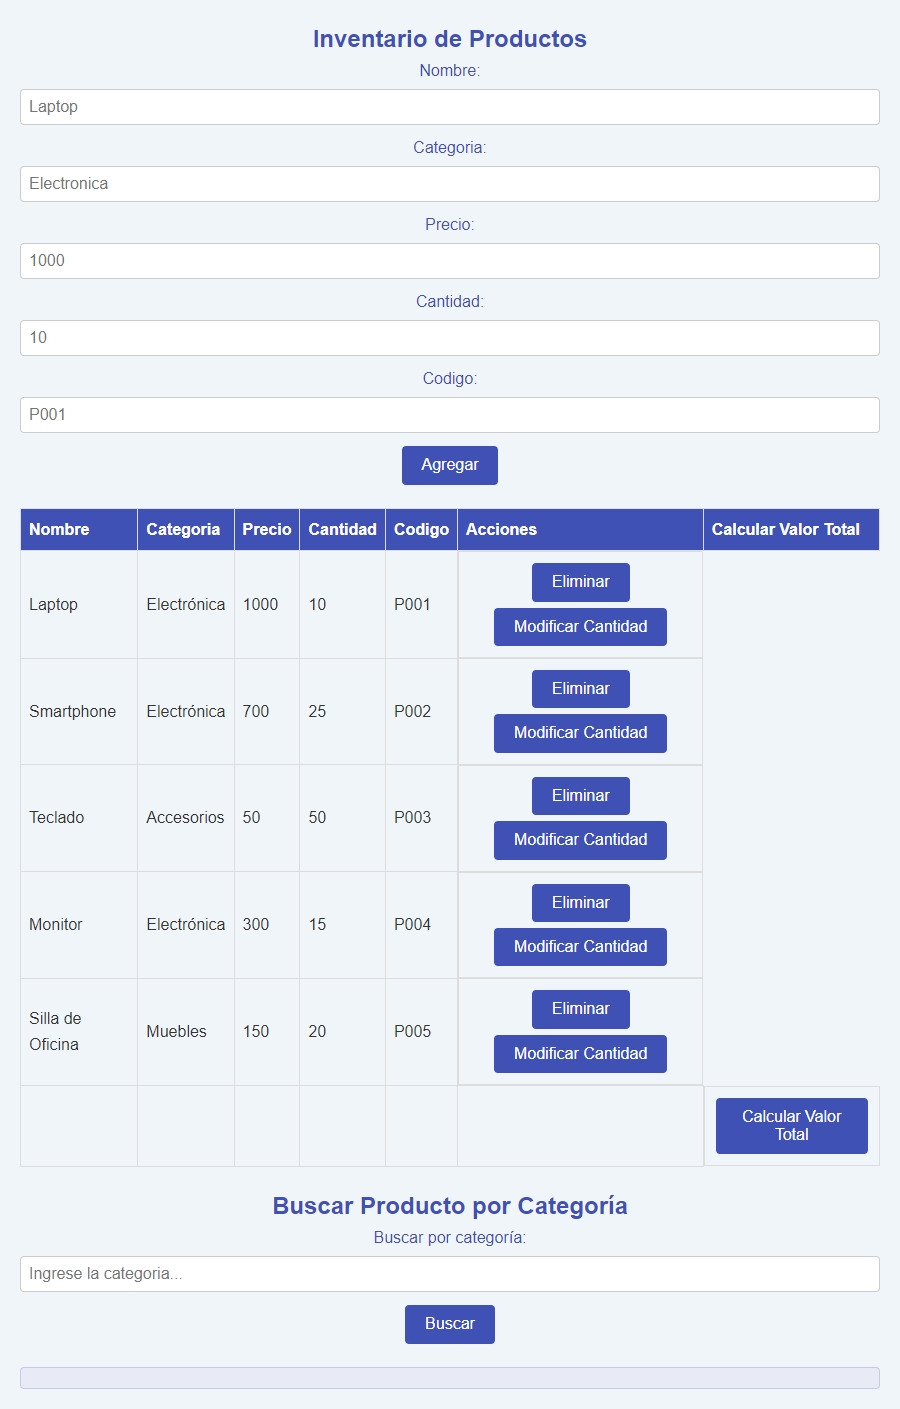 Inventario de Productos
Nombre:
Laptop
Categoria:
Electronica
Precio:
1000
Cantidad:
10
Codigo:
P001
Agregar
Nombre Categoria Precio Cantidad Codigo Acciones Calcular Valor Total
Laptop Electrónica 1000 10 P001 Eliminar
Modificar Cantidad
Smartphone Electrónica 700 25 P002 Eliminar
Modificar Cantidad
Teclado Accesorios 50 50 P003 Eliminar
Modificar Cantidad
Monitor Electrónica 300 15 P004 Eliminar
Modificar Cantidad
Silla de
Oficina Muebles 150 20 P005 Eliminar
Modificar Cantidad
Calcular Valor
Total
Buscar Producto por Categoría
Buscar por categoría:
Ingrese la categoria...
Buscar